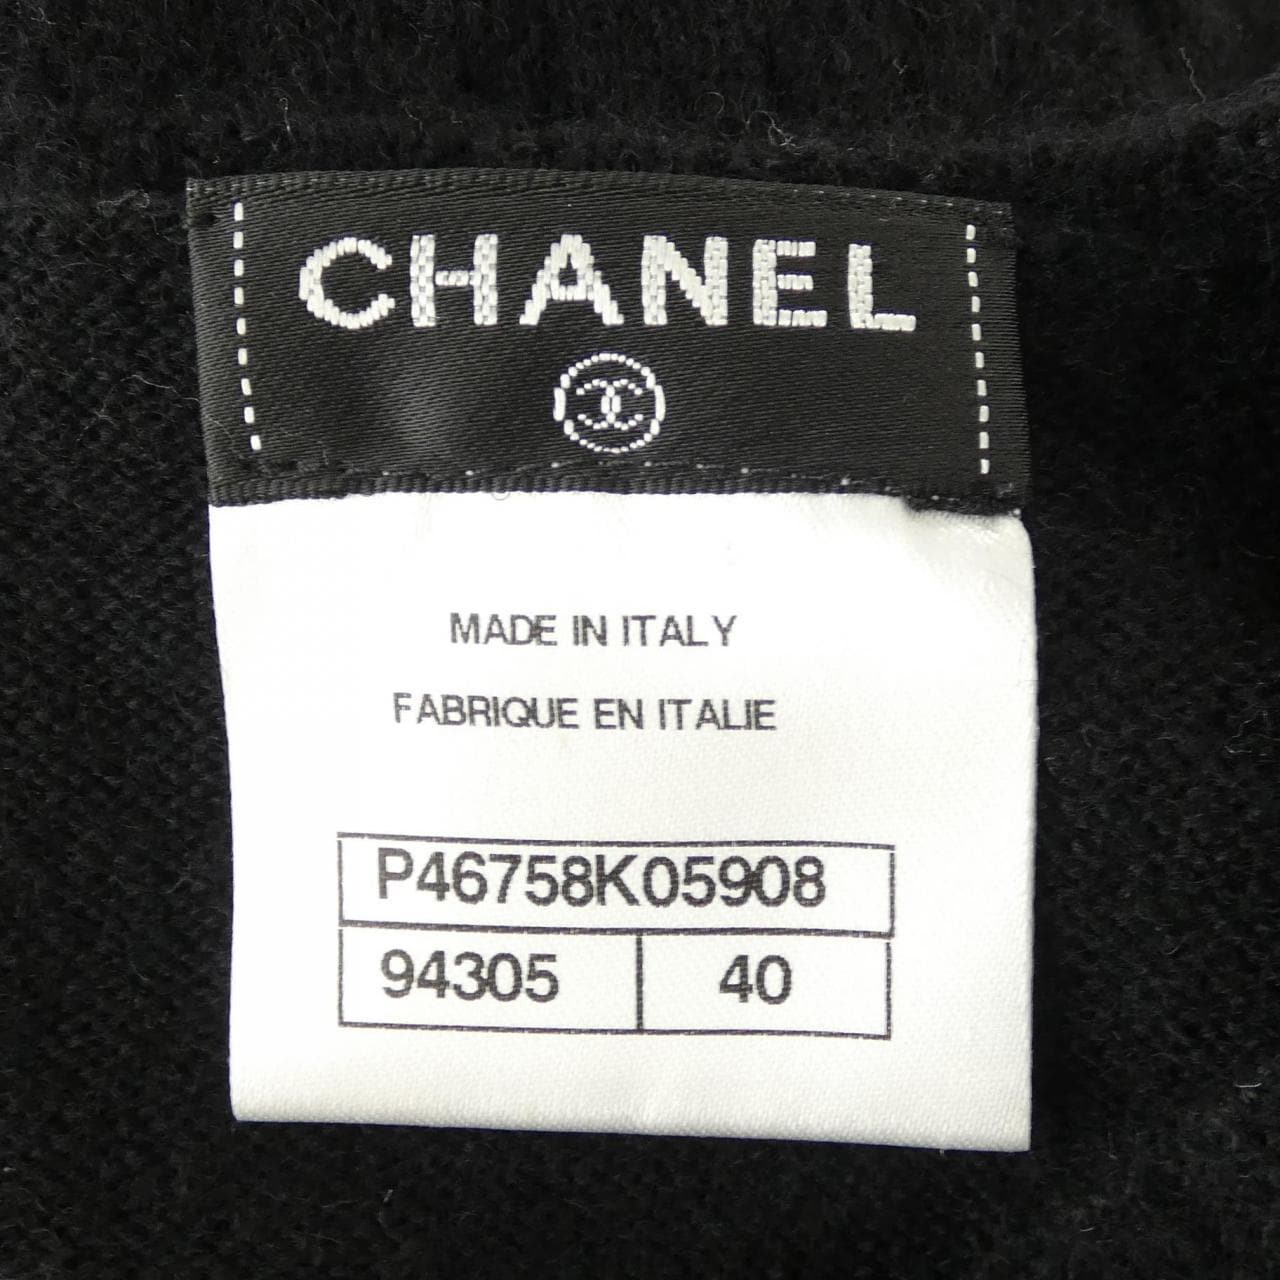 CHANEL
MADE IN ITALY
FABRIQUE EN ITALIE
P46758K05908
94305 40